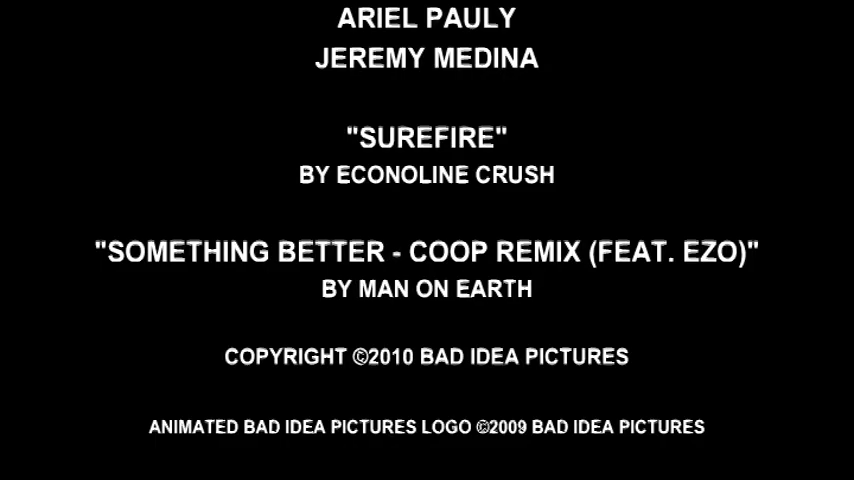 ARIEL PAULY
JEREMY MEDINA
"SUREFIRE"
BY ECONOLINE CRUSH
"SOMETHING BETTER - COOP REMIX (FEAT. EZO)"
BY MAN ON EARTH
COPYRIGHT ©2010 BAD IDEA PICTURES
ANIMATED BAD IDEA PICTURES LOGO ©2009 BAD IDEA PICTURES